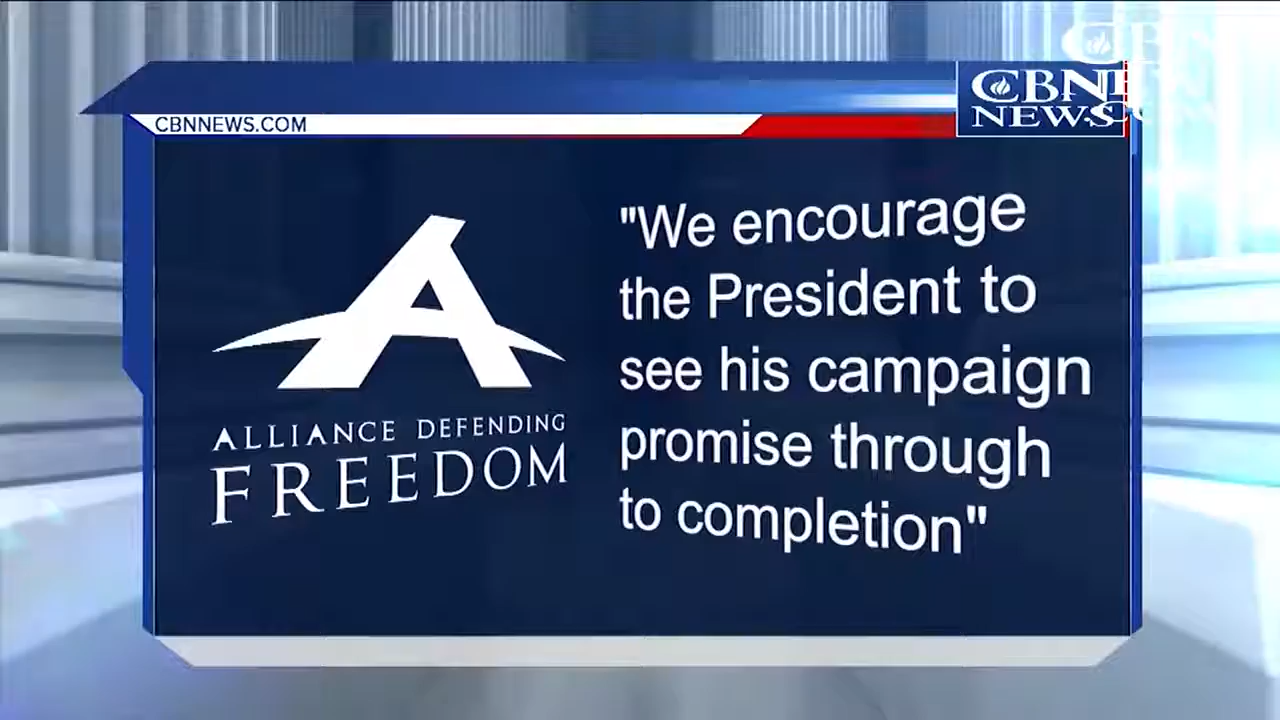 CBNNEWS.COM
CBN
NEWS
ALLIANCE DEFENDING
FREEDOM
"We encourage
the President to
see his campaign
promise through
to completion"